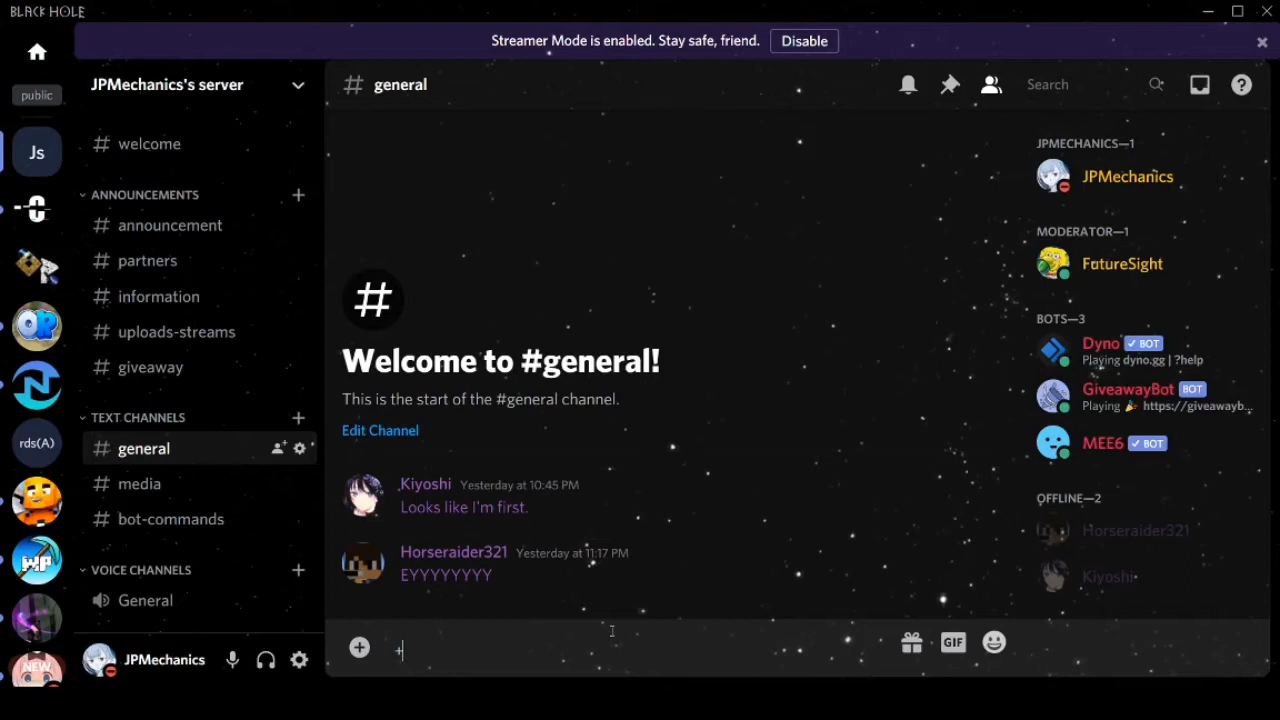 BLACK HOLE
Streamer Mode is enabled. Stay safe, friend. Disable
public
Js
rds(A)
WP
NEW
JPMechanics's server
# welcome
ANNOUNCEMENTS
# announcement
# partners
# information
# uploads-streams
# giveaway
TEXT CHANNELS
# general
# media
# bot-commands
VOICE CHANNELS
General
JPMechanics
# general
Search
#
Welcome to #general!
This is the start of the #general channel.
Edit Channel
Kiyoshi Yesterday at 10:45 PM
Looks like I'm first.
Horseraider321 Yesterday at 11:17 PM
EYYYYYYYY
+
GIF
JPMECHANICS—1
JPMechanics
MODERATOR—1
FutureSight
BOTS—3
Dyno ✓ BOT
Playing dyno.gg | ?help
GiveawayBot BOT
Playing 🎉 https://giveawayb...
MEE6 ✓ BOT
OFFLINE—2
Horseraider321
Kiyoshi